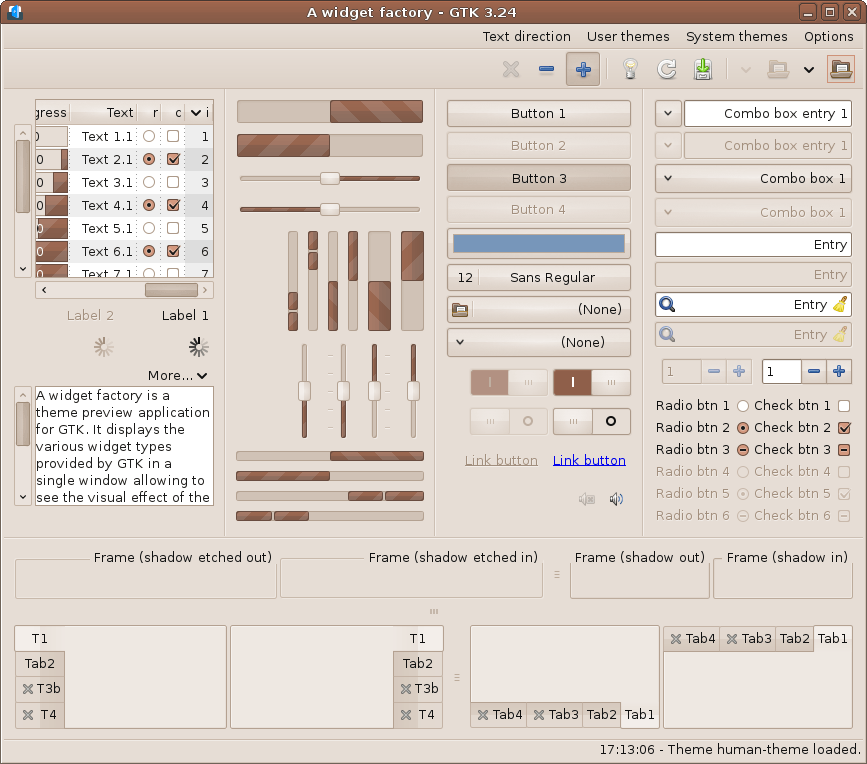 A widget factory - GTK 3.24
Text direction User themes System themes Options
gress Text r c i
0 Text 1.1 1
0 Text 2.1 2
0 Text 3.1 3
0 Text 4.1 4
0 Text 5.1 5
0 Text 6.1 6
Text 7.1 7
Label 2 Label 1
More...
A widget factory is a
theme preview application
for GTK. It displays the
various widget types
provided by GTK in a
single window allowing to
see the visual effect of the
Button 1
Button 2
Button 3
Button 4
12 Sans Regular
(None)
(None)
Link button Link button
Combo box entry 1
Combo box entry 1
Combo box 1
Combo box 1
Entry
Entry
Entry
Entry
1 1
Radio btn 1 Check btn 1
Radio btn 2 Check btn 2
Radio btn 3 Check btn 3
Radio btn 4 Check btn 4
Radio btn 5 Check btn 5
Radio btn 6 Check btn 6
Frame (shadow etched out) Frame (shadow etched in) Frame (shadow out) Frame (shadow in)
T1
Tab2
T3b
T4
T1
Tab2
T3b
T4
Tab4 Tab3 Tab2 Tab1
Tab4 Tab3 Tab2 Tab1
17:13:06 - Theme human-theme loaded.